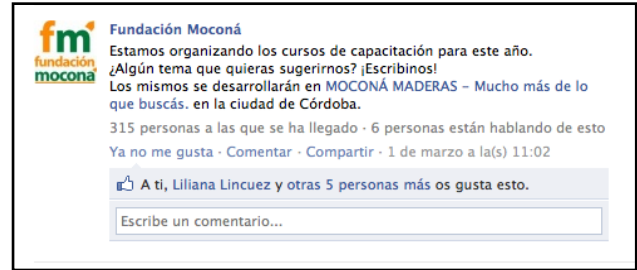 fm
fundación
mocona
Fundación Moconá
Estamos organizando los cursos de capacitación para este año.
¿Algún tema que quieras sugerirnos? ¡Escribinos!
Los mismos se desarrollarán en MOCONÁ MADERAS – Mucho más de lo
que buscás. en la ciudad de Córdoba.
315 personas a las que se ha llegado · 6 personas están hablando de esto
Ya no me gusta · Comentar · Compartir · 1 de marzo a la(s) 11:02
A ti, Liliana Lincuez y otras 5 personas más os gusta esto.
Escribe un comentario...